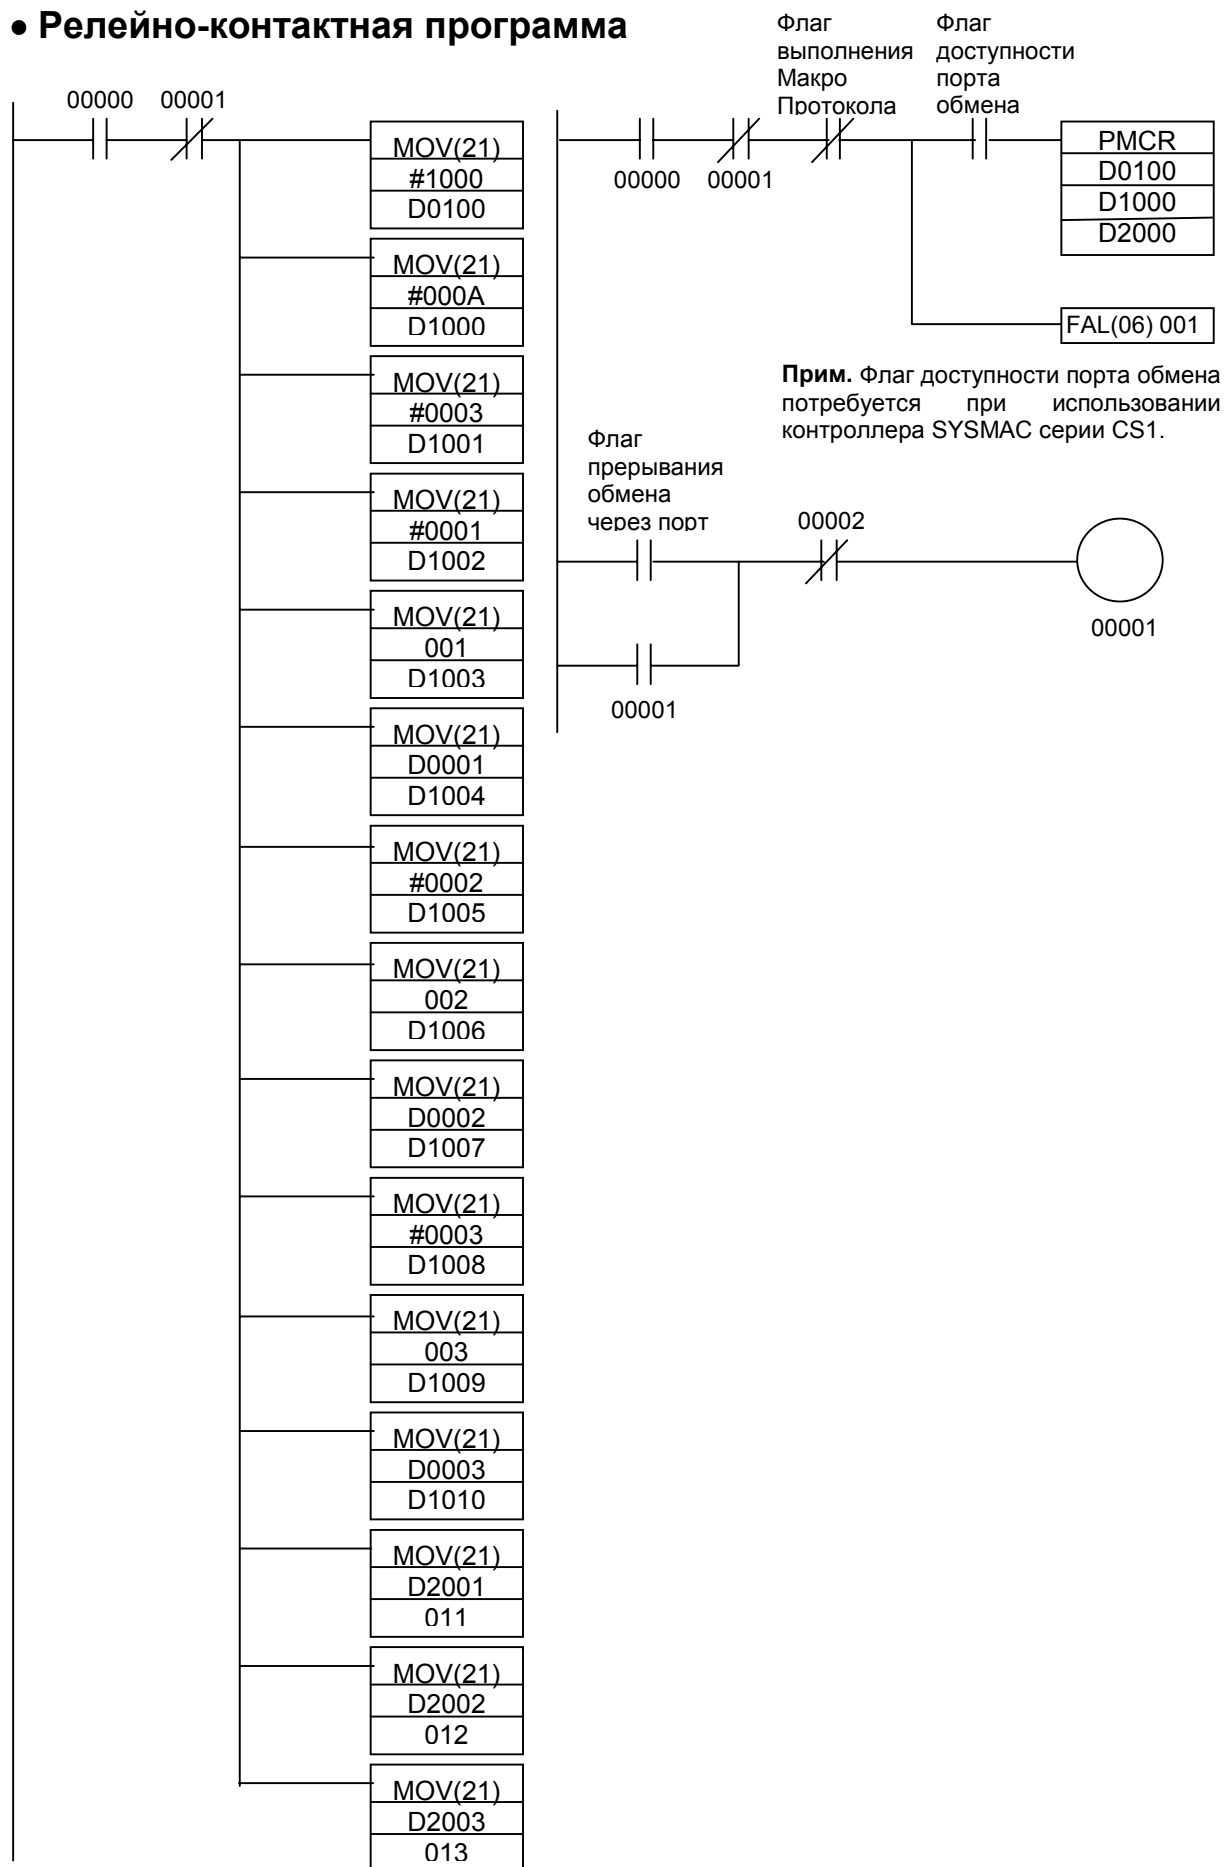 ● Релейно-контактная программа
00000 00001
MOV(21)
#1000
D0100
MOV(21)
#000A
D1000
MOV(21)
#0003
D1001
MOV(21)
#0001
D1002
MOV(21)
001
D1003
MOV(21)
D0001
D1004
MOV(21)
#0002
D1005
MOV(21)
002
D1006
MOV(21)
D0002
D1007
MOV(21)
#0003
D1008
MOV(21)
003
D1009
MOV(21)
D0003
D1010
MOV(21)
D2001
011
MOV(21)
D2002
012
MOV(21)
D2003
013
Флаг
выполнения
Макро
Протокола
Флаг
доступности
порта
обмена
00000 00001
PMCR
D0100
D1000
D2000
FAL(06) 001
Прим. Флаг доступности порта обмена
потребуется при использовании
контроллера SYSMAC серии CS1.
Флаг
прерывания
обмена
через порт
00002
00001
00001